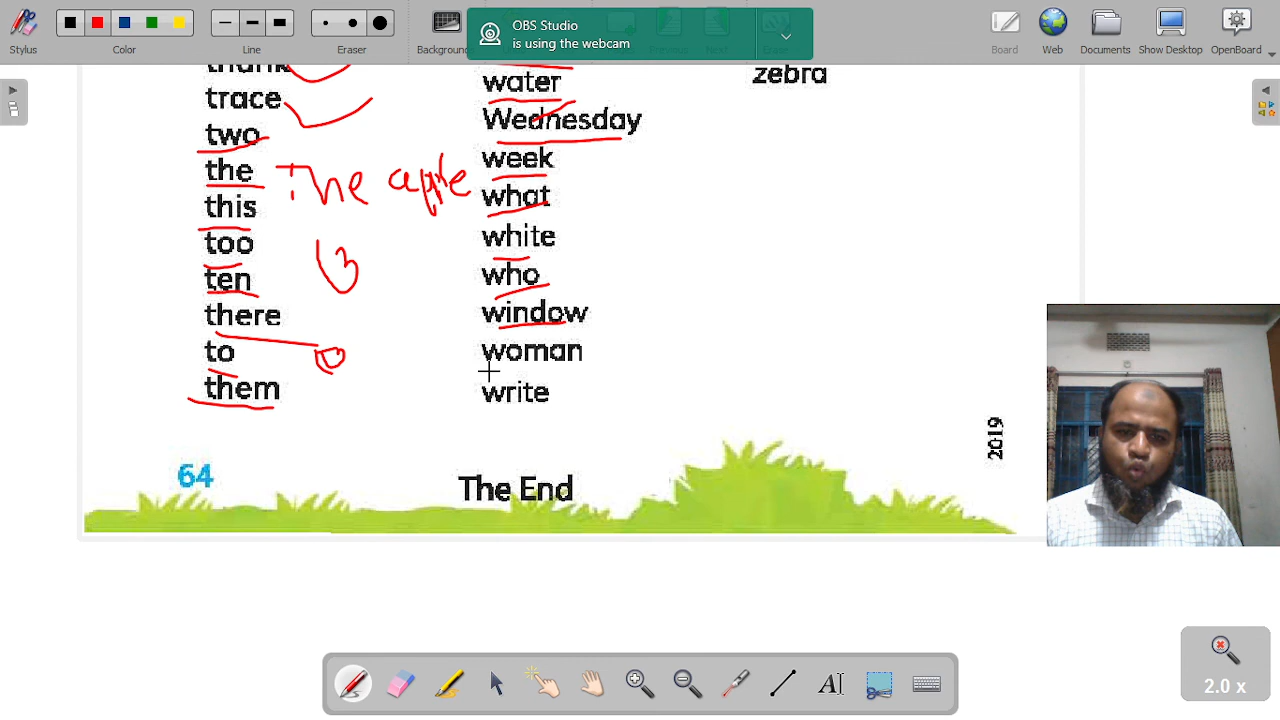 Stylus
Color
Line
Eraser
Background
OBS Studio
is using the webcam
Board
Web
Documents
Show Desktop
OpenBoard
thank
trace
two
the
The apple
this
too
ten
there
to
them
water
Wednesday
week
what
white
who
window
woman
write
zebra
2019
64
The End
2.0 x